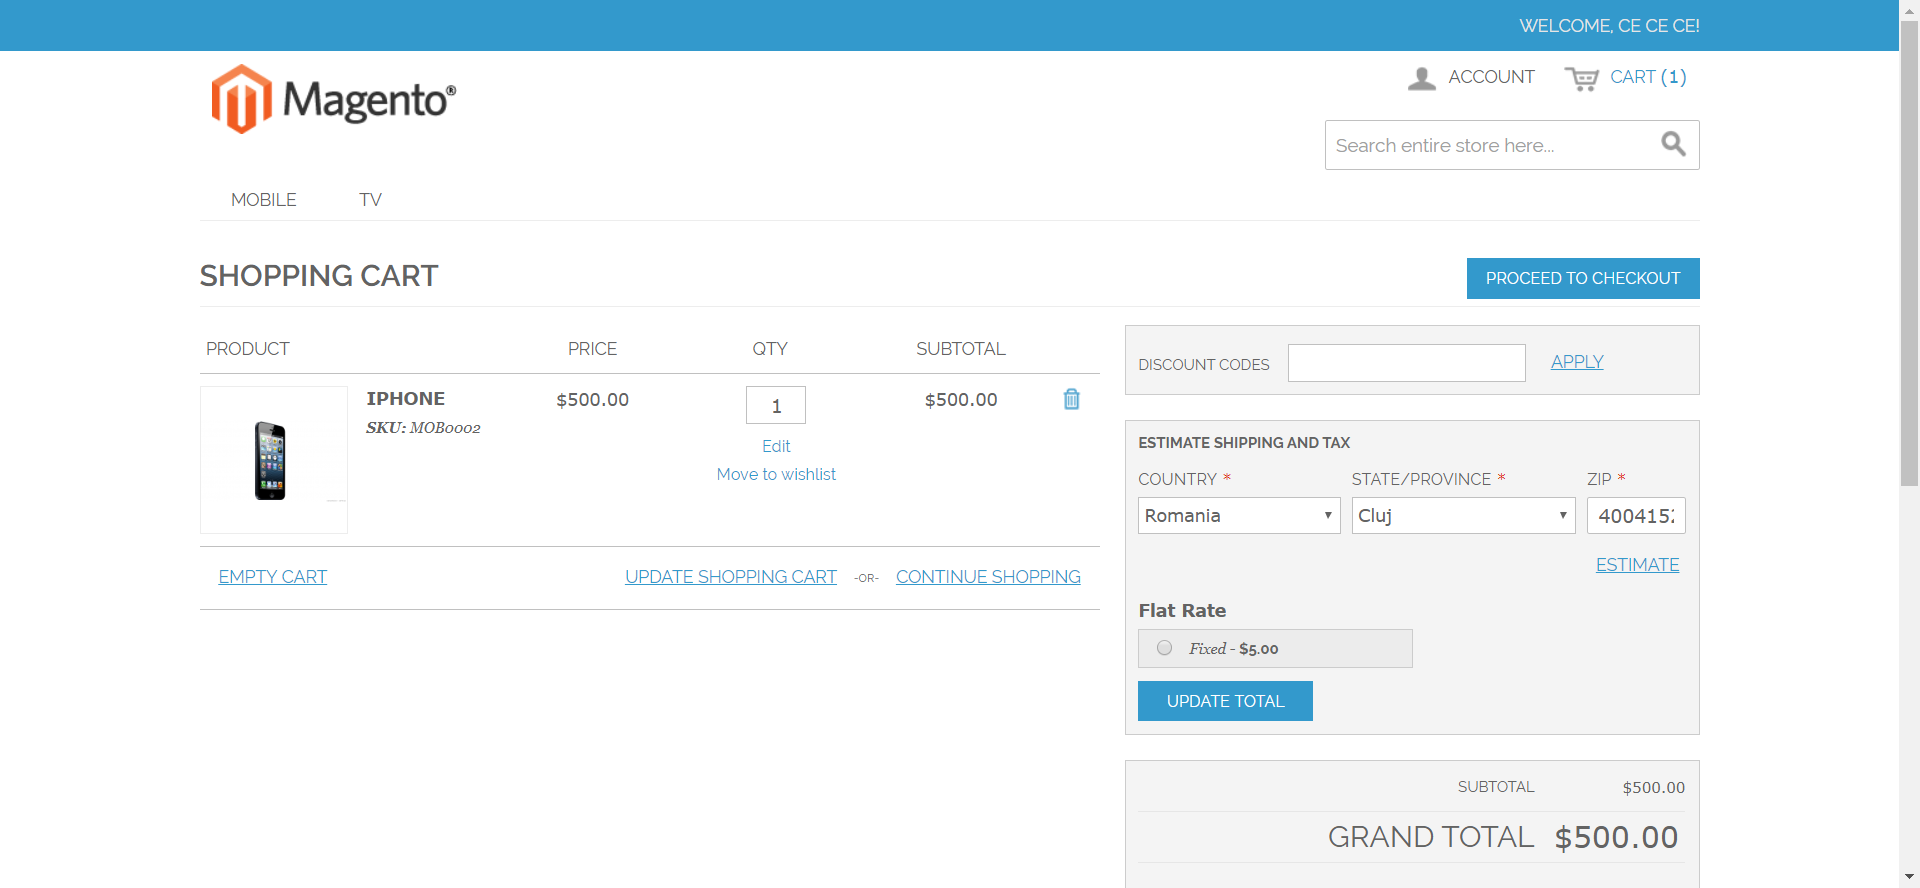 WELCOME, CE CE CE!
Magento®
ACCOUNT
CART (1)
Search entire store here...
MOBILE
TV
SHOPPING CART
PROCEED TO CHECKOUT
PRODUCT PRICE QTY SUBTOTAL
IPHONE $500.00 1 $500.00
SKU: MOB0002
Edit
Move to wishlist
EMPTY CART UPDATE SHOPPING CART -OR- CONTINUE SHOPPING
DISCOUNT CODES APPLY
ESTIMATE SHIPPING AND TAX
COUNTRY * STATE/PROVINCE * ZIP *
Romania Cluj 400415
ESTIMATE
Flat Rate
Fixed - $5.00
UPDATE TOTAL
SUBTOTAL $500.00
GRAND TOTAL $500.00